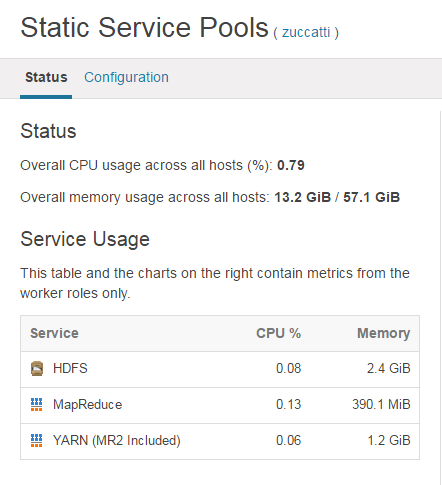 Static Service Pools ( zuccatti )
Status Configuration
Status
Overall CPU usage across all hosts (%): 0.79
Overall memory usage across all hosts: 13.2 GiB / 57.1 GiB
Service Usage
This table and the charts on the right contain metrics from the
worker roles only.
Service CPU % Memory
HDFS 0.08 2.4 GiB
MapReduce 0.13 390.1 MiB
YARN (MR2 Included) 0.06 1.2 GiB